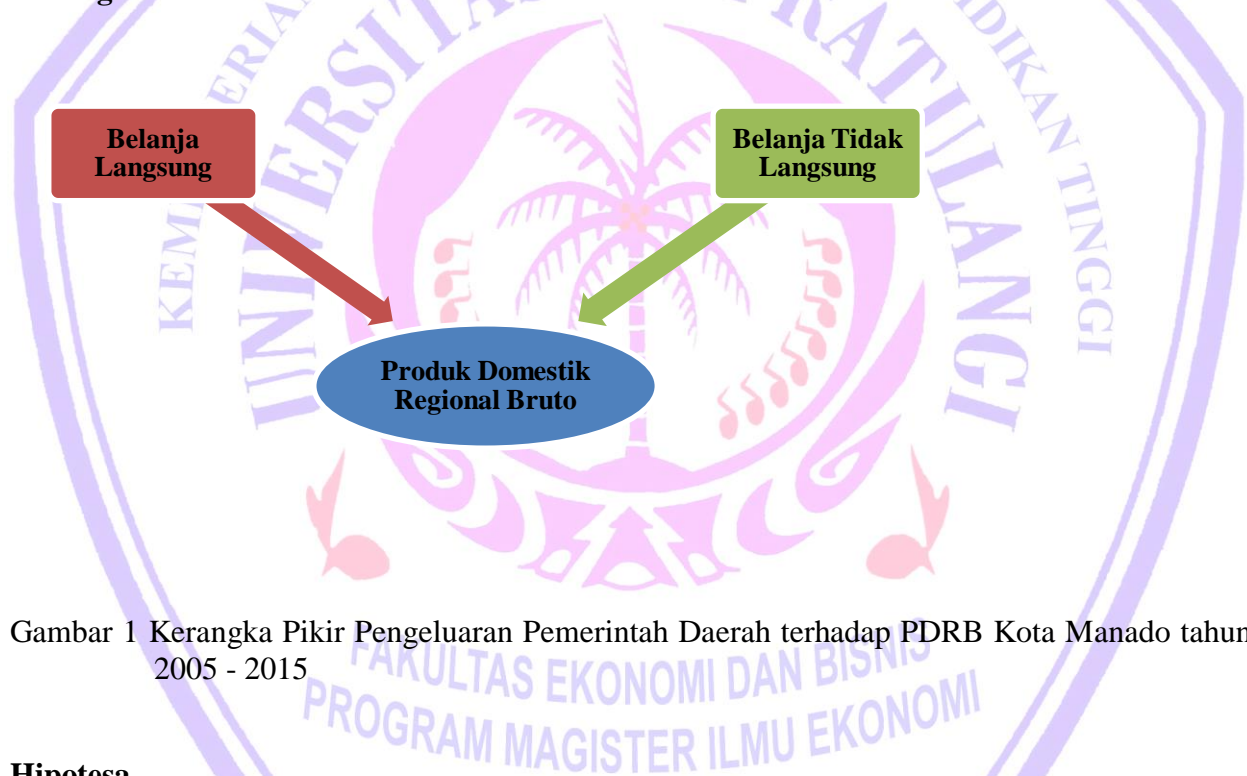 Belanja
Langsung
Belanja Tidak
Langsung
Produk Domestik
Regional Bruto
Gambar 1 Kerangka Pikir Pengeluaran Pemerintah Daerah terhadap PDRB Kota Manado tahun
2005 - 2015
FAKULTAS EKONOMI DAN BISNIS
PROGRAM MAGISTER ILMU EKONOMI
Hipotesa